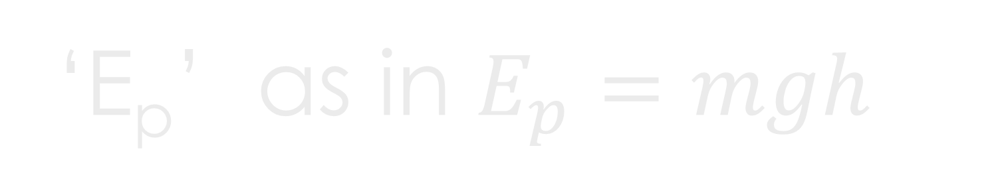 ‘Eₚ’ as in Eₚ = mgh